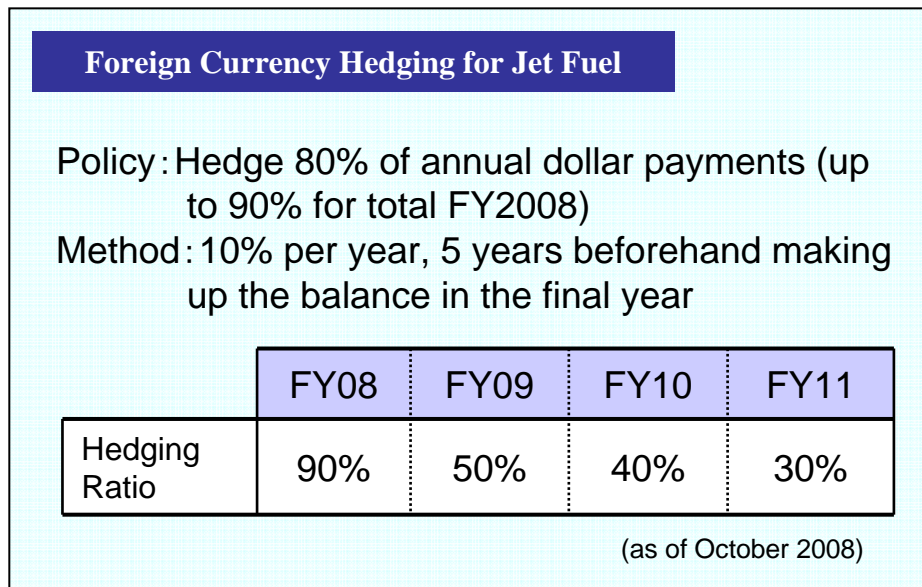 Foreign Currency Hedging for Jet Fuel
Policy:Hedge 80% of annual dollar payments (up
to 90% for total FY2008)
Method:10% per year, 5 years beforehand making
up the balance in the final year
FY08 FY09 FY10 FY11
Hedging
Ratio 90% 50% 40% 30%
(as of October 2008)